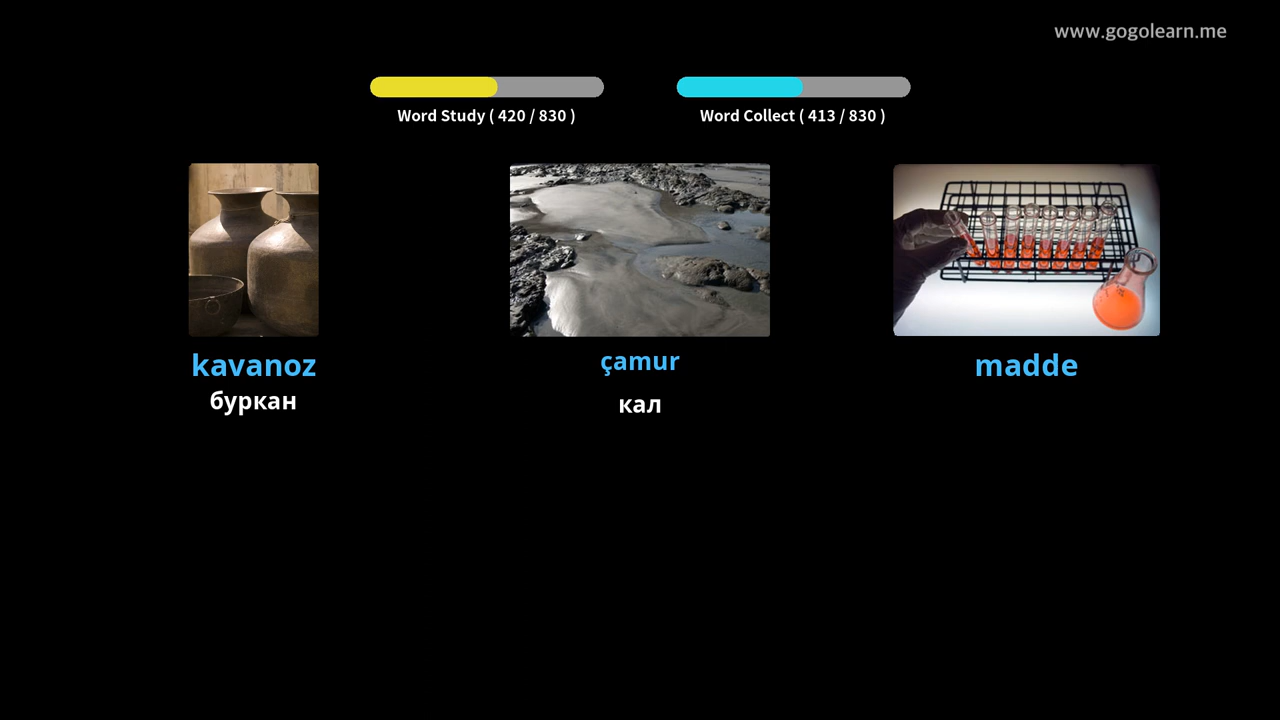 www.gogolearn.me
Word Study ( 420 / 830 )
Word Collect ( 413 / 830 )
kavanoz
буркан
çamur
кал
madde